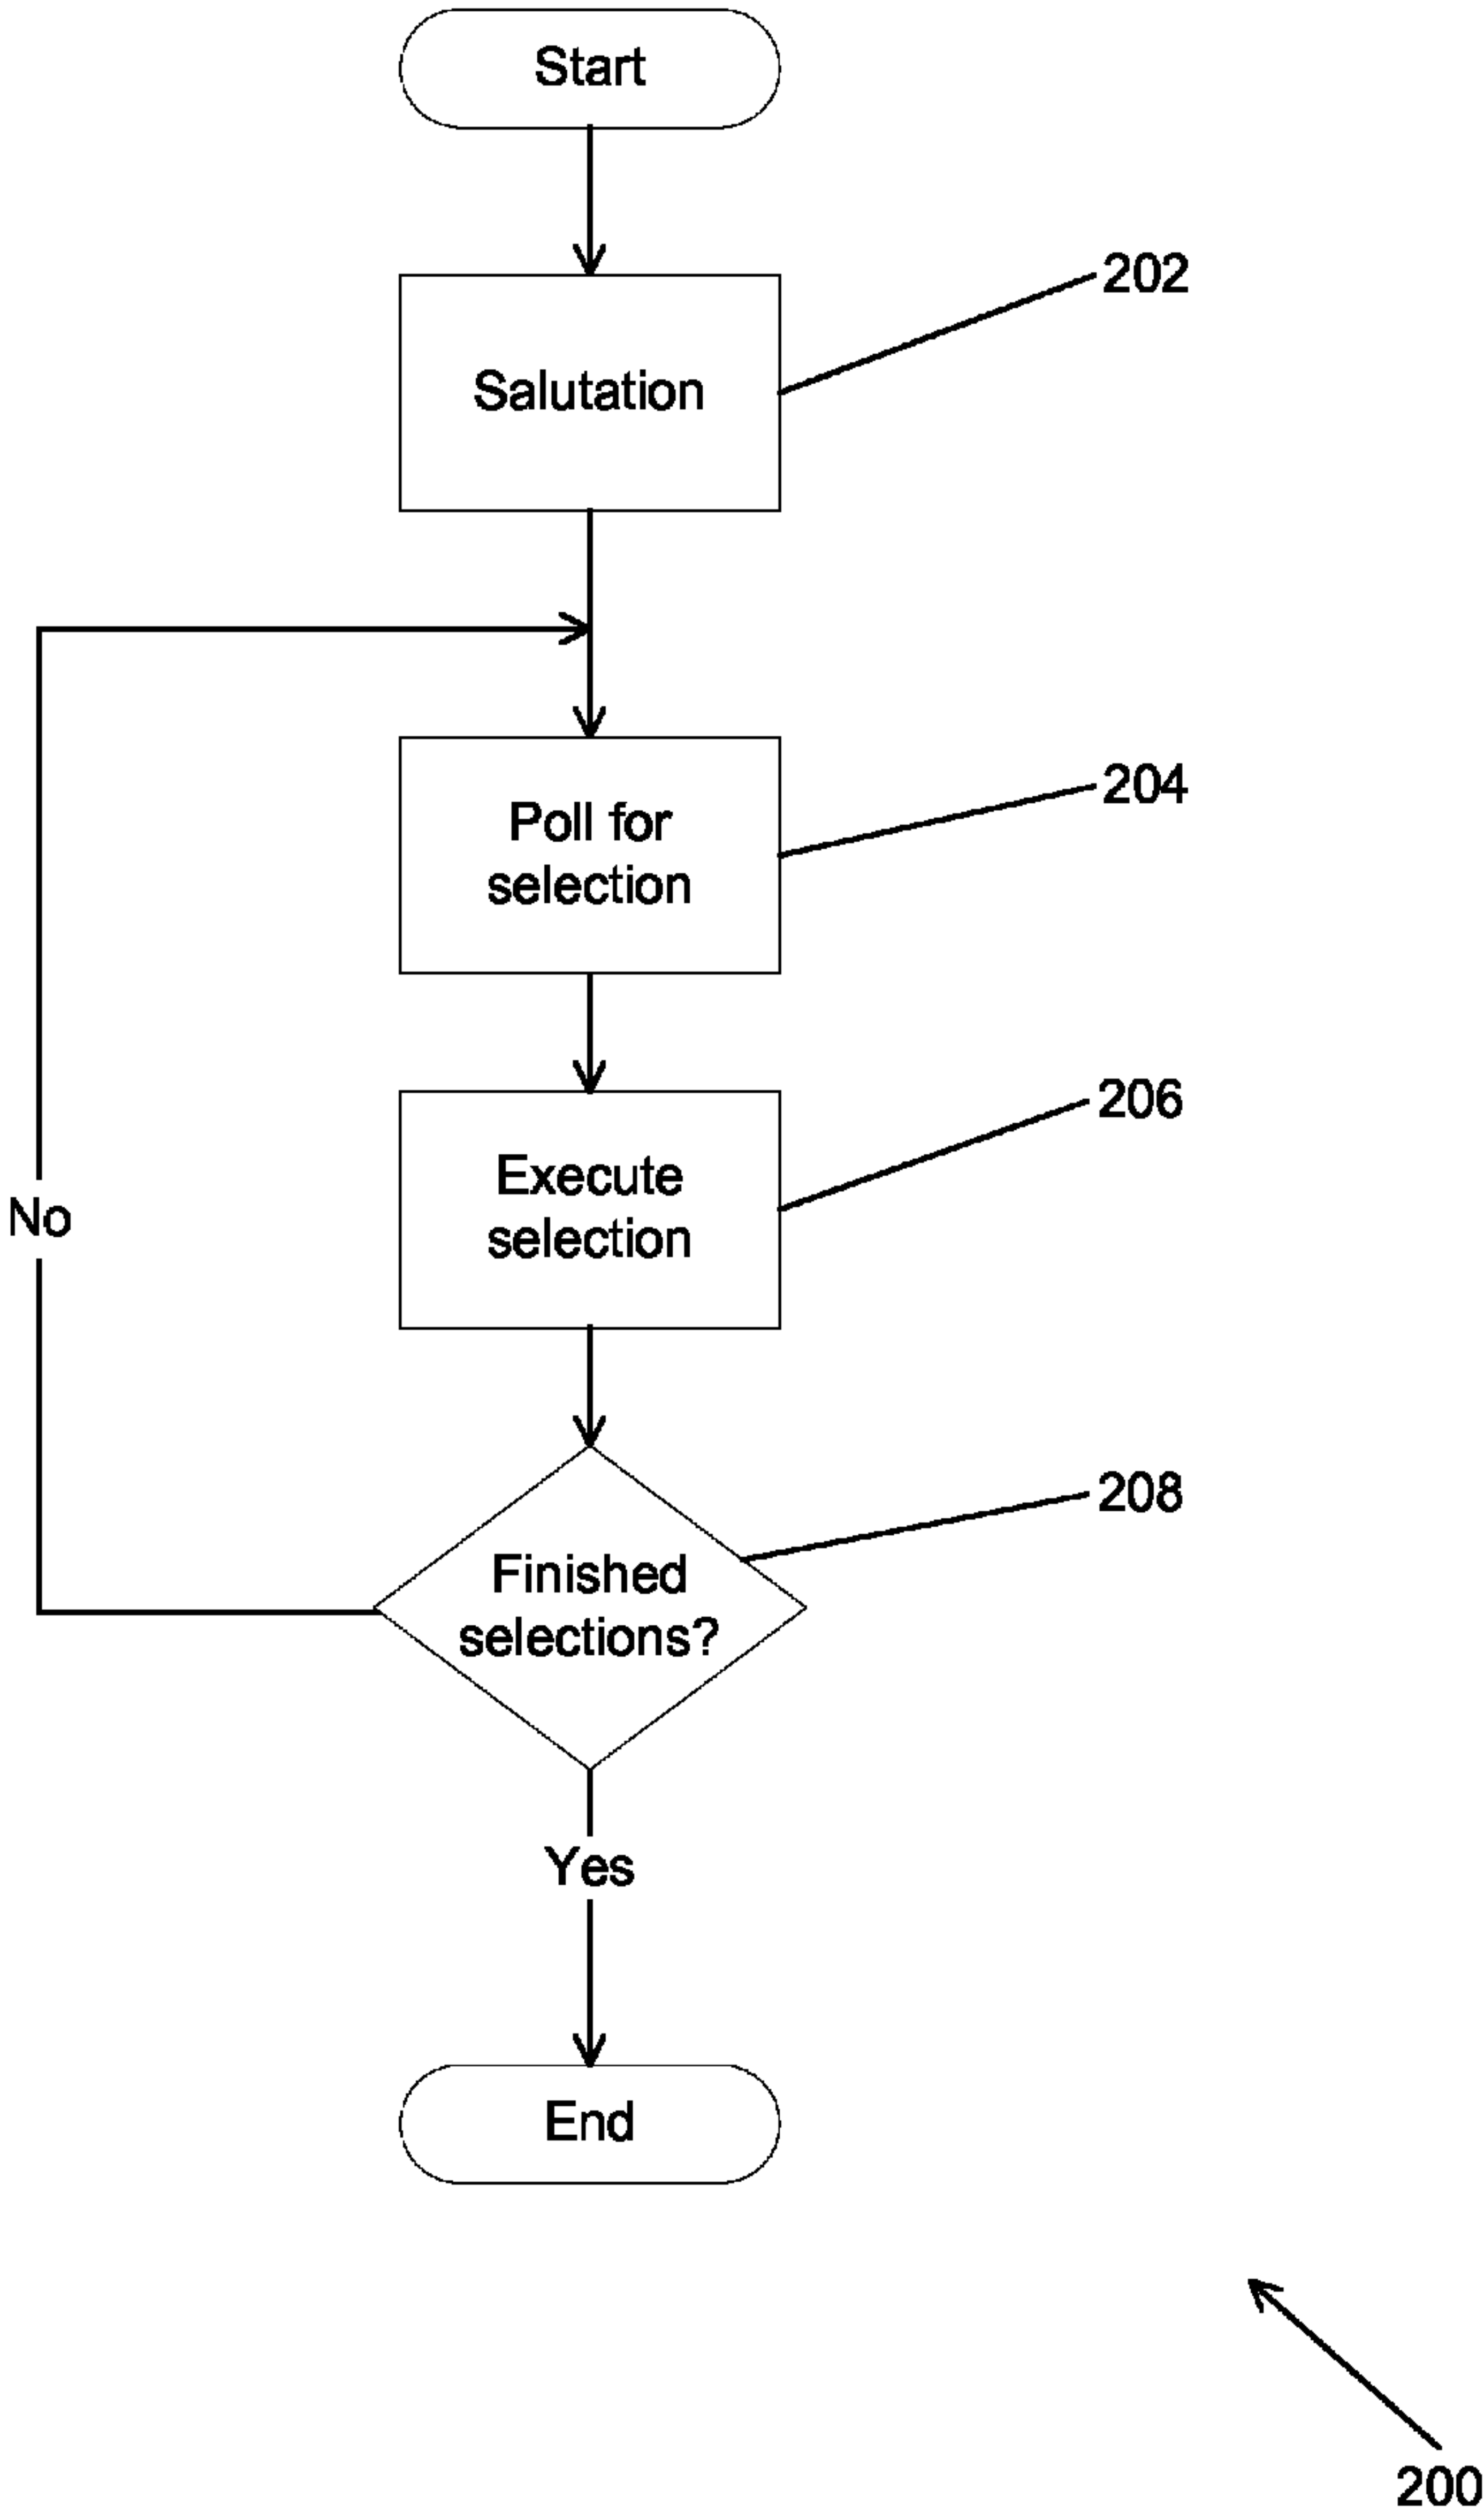 Start
202
Salutation
204
Poll for
selection
206
Execute
selection
No
208
Finished
selections?
Yes
End
200